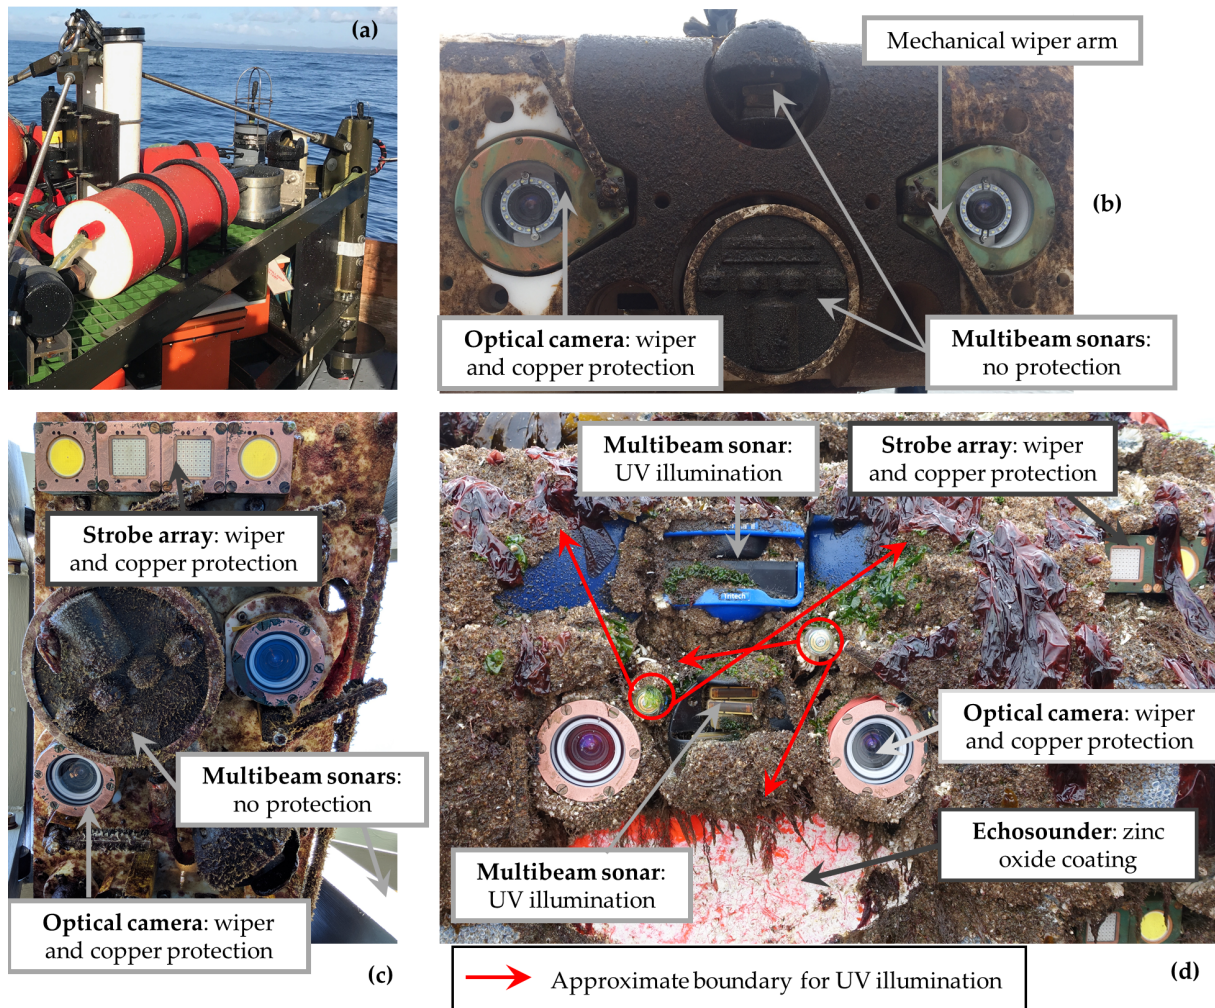 (a)
Mechanical wiper arm
(b)
Optical camera: wiper
and copper protection
Multibeam sonars:
no protection
Strobe array: wiper
and copper protection
Multibeam sonars:
no protection
Optical camera: wiper
and copper protection
(c)
Multibeam sonar:
UV illumination
Strobe array: wiper
and copper protection
Tritech
Optical camera: wiper
and copper protection
Echosounder: zinc
oxide coating
Multibeam sonar:
UV illumination
Approximate boundary for UV illumination
(d)